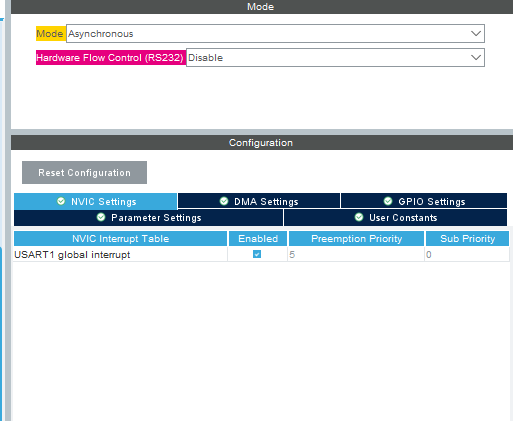 Mode
Mode Asynchronous
Hardware Flow Control (RS232) Disable
Configuration
Reset Configuration
NVIC Settings DMA Settings GPIO Settings
Parameter Settings User Constants
NVIC Interrupt Table Enabled Preemption Priority Sub Priority
USART1 global interrupt 5 0